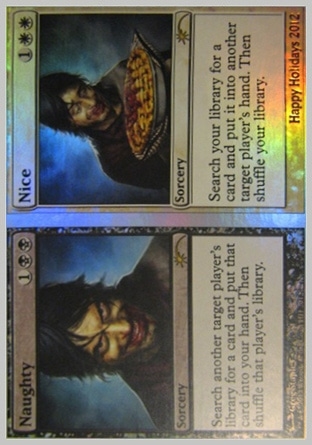 Naughty 1
Sorcery
Search another target player's
library for a card and put that
card into your hand. Then
shuffle that player's library.
Nice 1
Sorcery
Search your library for a
card and put it into another
target player's hand. Then
shuffle your library.
Happy Holidays 2012